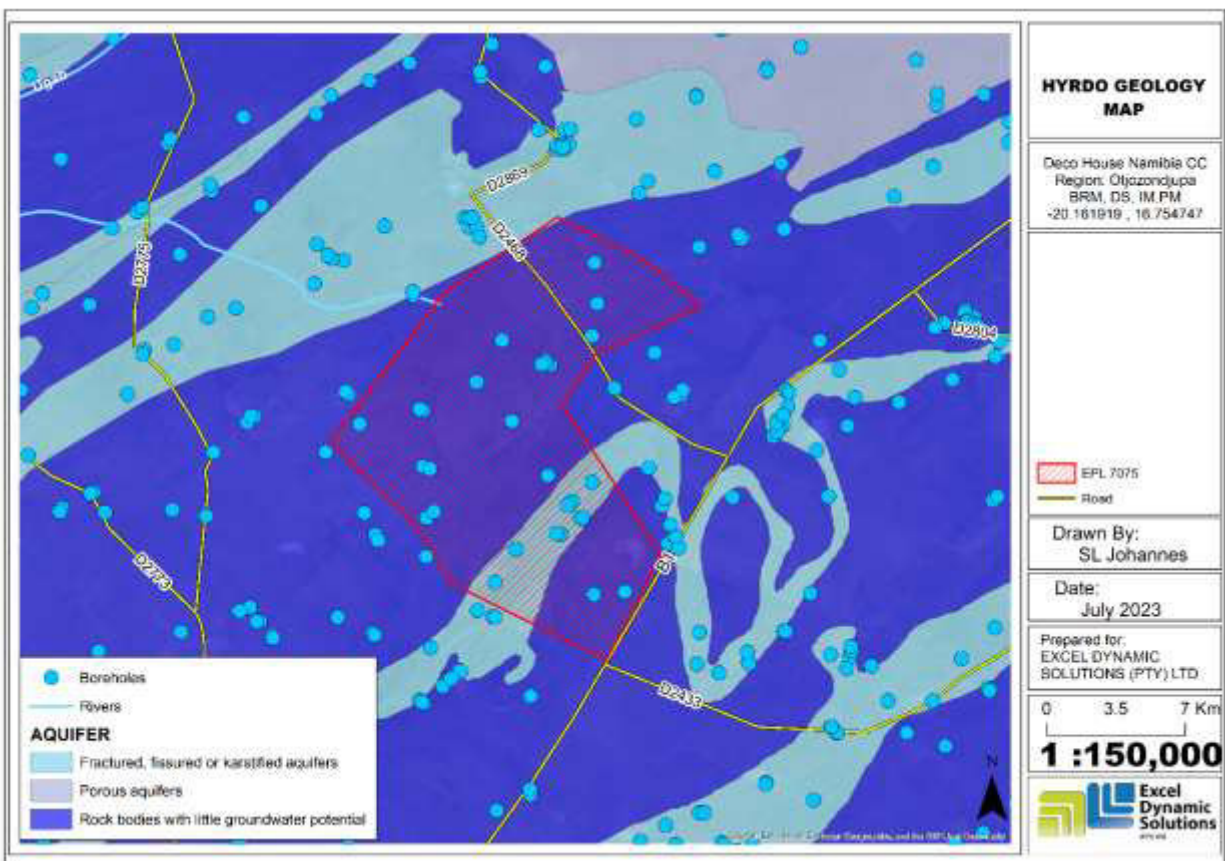 HYRDO GEOLOGY
MAP
Deco House Namibia CC
Region: Otjozondjupa
BRM, DS, IM,PM
-20.161919 , 16.754747
EPL 7075
Road
Drawn By:
SL Johannes
Date:
July 2023
Prepared for:
EXCEL DYNAMIC
SOLUTIONS (PTY) LTD
0 3.5 7 Km
1 :150,000
Excel
Dynamic
Solutions
D2869
D2460
D2775
D2804
D2773
B1
D2433
N
Boreholes
Rivers
AQUIFER
Fractured, fissured or karstified aquifers
Porous aquifers
Rock bodies with little groundwater potential